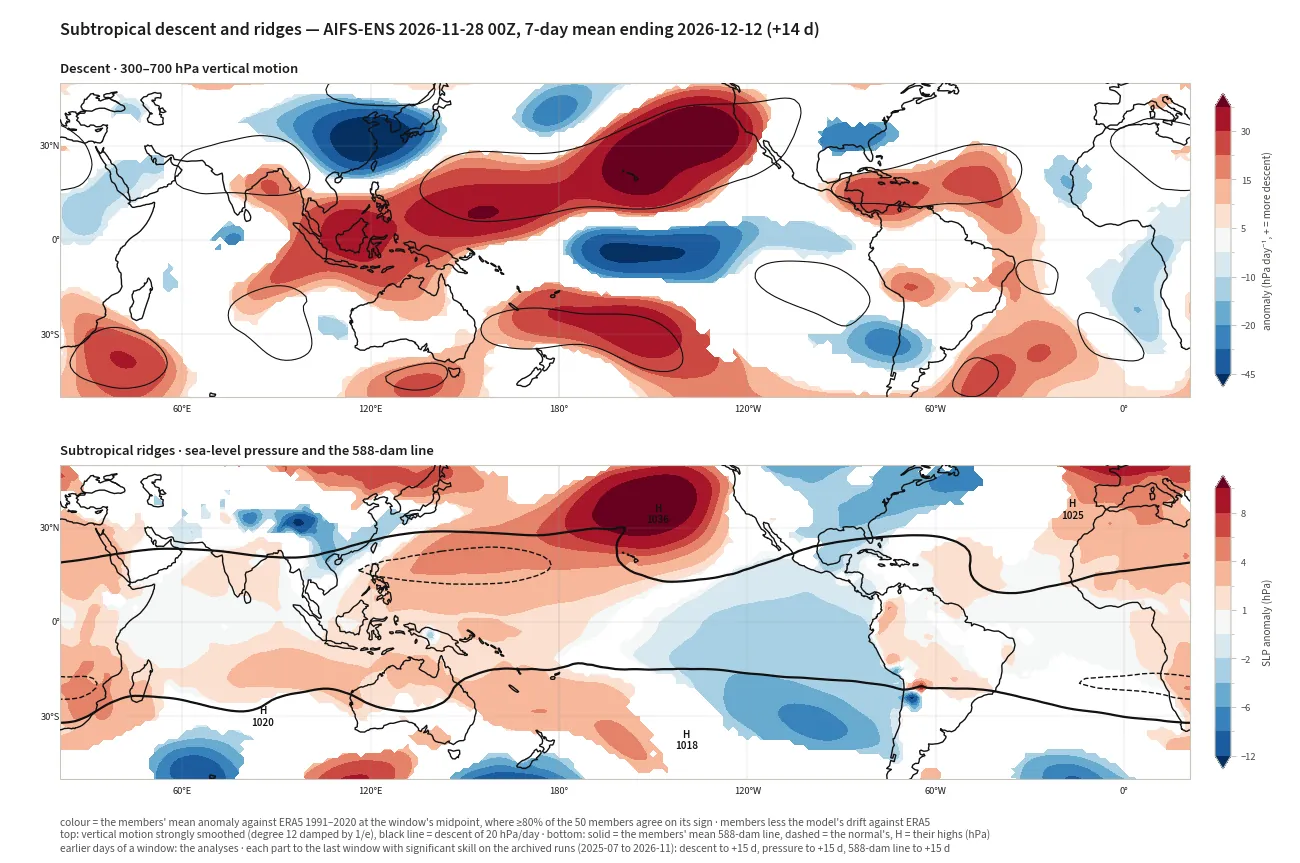 Subtropical descent and ridges — AIFS-ENS 2026-11-28 00Z, 7-day mean ending 2026-12-12 (+14 d)
Descent · 300–700 hPa vertical motion
30°N
0°
30°S
60°E
120°E
180°
120°W
60°W
0°
30
15
5
−10
−20
−45
anomaly (hPa day⁻¹, + = more descent)
Subtropical ridges · sea-level pressure and the 588-dam line
H
1036
H
1025
H
1020
H
1018
30°N
0°
30°S
60°E
120°E
180°
120°W
60°W
0°
8
4
1
−2
−6
−12
SLP anomaly (hPa)
colour = the members' mean anomaly against ERA5 1991–2020 at the window's midpoint, where ≥80% of the 50 members agree on its sign · members less the model's drift against ERA5
top: vertical motion strongly smoothed (degree 12 damped by 1/e), black line = descent of 20 hPa/day · bottom: solid = the members' mean 588-dam line, dashed = the normal's, H = their highs (hPa)
earlier days of a window: the analyses · each part to the last window with significant skill on the archived runs (2025-07 to 2026-11): descent to +15 d, pressure to +15 d, 588-dam line to +15 d